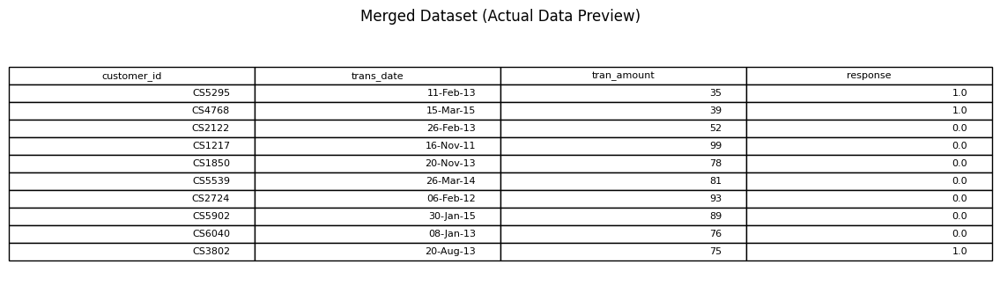 Merged Dataset (Actual Data Preview)
customer_id trans_date tran_amount response
CS5295 11-Feb-13 35 1.0
CS4768 15-Mar-15 39 1.0
CS2122 26-Feb-13 52 0.0
CS1217 16-Nov-11 99 0.0
CS1850 20-Nov-13 78 0.0
CS5539 26-Mar-14 81 0.0
CS2724 06-Feb-12 93 0.0
CS5902 30-Jan-15 89 0.0
CS6040 08-Jan-13 76 0.0
CS3802 20-Aug-13 75 1.0